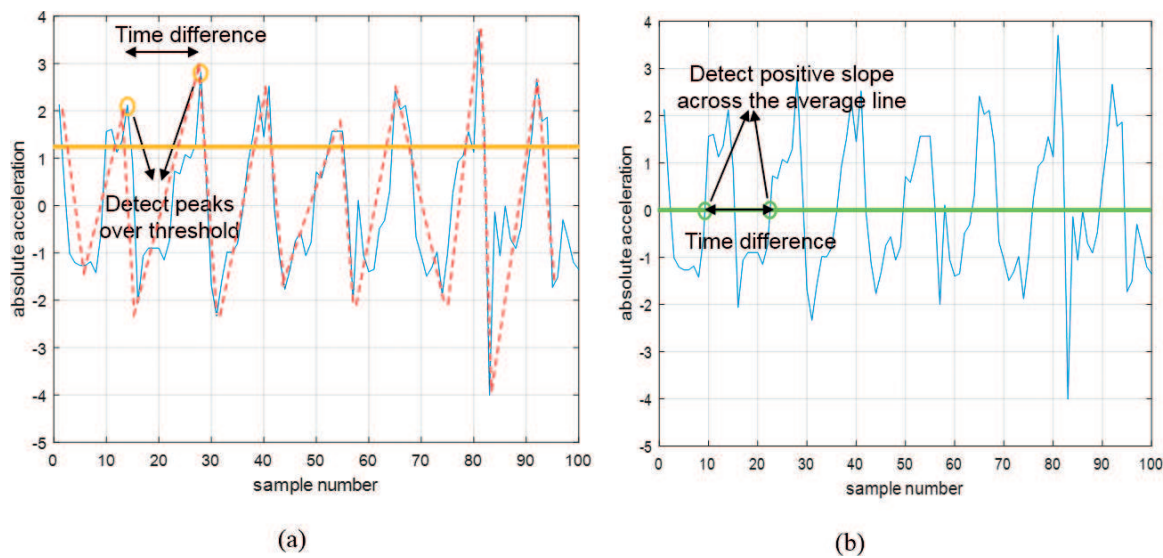 Time difference
Detect peaks
over threshold
absolute acceleration
4
3
2
1
0
-1
-2
-3
-4
-5
0 10 20 30 40 50 60 70 80 90 100
sample number
(a)
Detect positive slope
across the average line
Time difference
absolute acceleration
4
3
2
1
0
-1
-2
-3
-4
-5
0 10 20 30 40 50 60 70 80 90 100
sample number
(b)